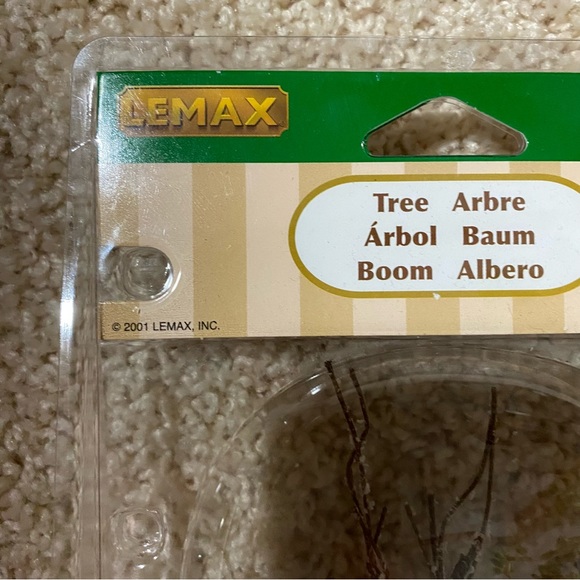 LEMAX
Tree Arbre
Árbol Baum
Boom Albero
© 2001 LEMAX, INC.